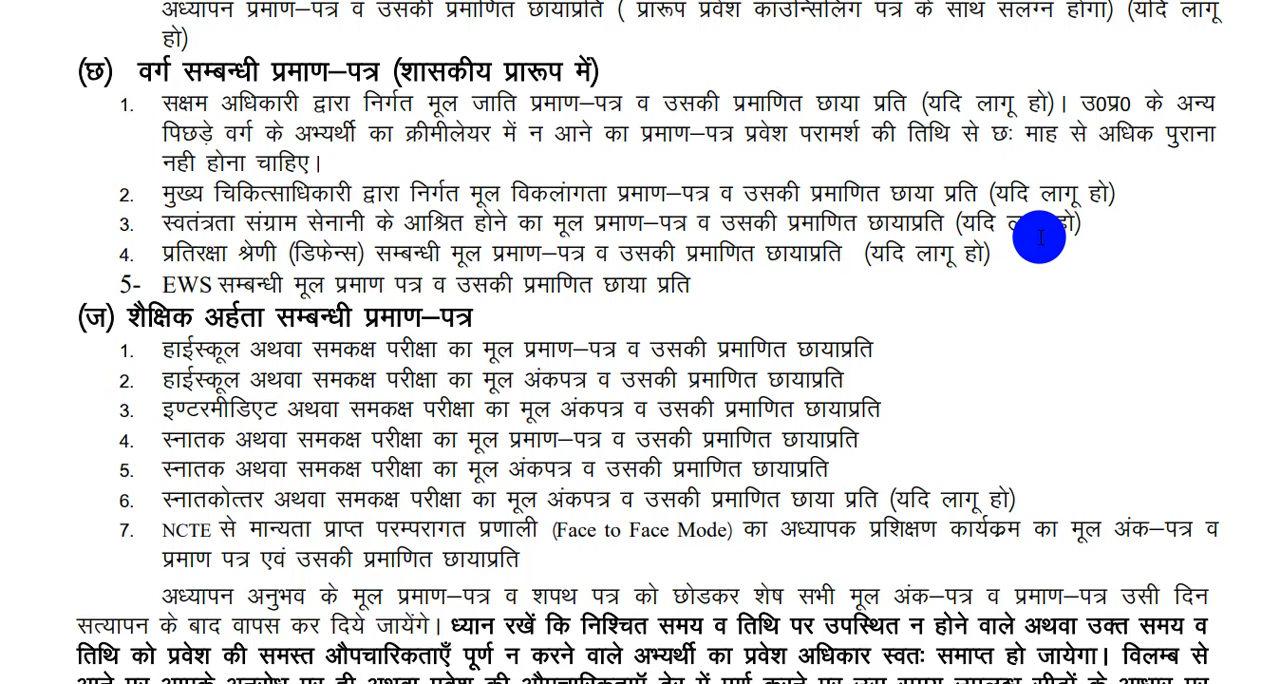 अध्यापन प्रमाण–पत्र व उसकी प्रमाणित छायाप्रति ( प्रारूप प्रवेश काउन्सिलिंग पत्र के साथ संलग्न होगा) (यदि लागू
हो)
(छ) वर्ग सम्बन्धी प्रमाण–पत्र (शासकीय प्रारूप में)
1. सक्षम अधिकारी द्वारा निर्गत मूल जाति प्रमाण–पत्र व उसकी प्रमाणित छाया प्रति (यदि लागू हो)। उ0प्र0 के अन्य
पिछड़े वर्ग के अभ्यर्थी का क्रीमीलेयर में न आने का प्रमाण–पत्र प्रवेश परामर्श की तिथि से छः माह से अधिक पुराना
नही होना चाहिए।
2. मुख्य चिकित्साधिकारी द्वारा निर्गत मूल विकलांगता प्रमाण–पत्र व उसकी प्रमाणित छाया प्रति (यदि लागू हो)
3. स्वतंत्रता संग्राम सेनानी के आश्रित होने का मूल प्रमाण–पत्र व उसकी प्रमाणित छायाप्रति (यदि हो)
4. प्रतिरक्षा श्रेणी (डिफेन्स) सम्बन्धी मूल प्रमाण–पत्र व उसकी प्रमाणित छायाप्रति (यदि लागू हो)
5- EWS सम्बन्धी मूल प्रमाण पत्र व उसकी प्रमाणित छाया प्रति
(ज) शैक्षिक अर्हता सम्बन्धी प्रमाण–पत्र
1. हाईस्कूल अथवा समकक्ष परीक्षा का मूल प्रमाण–पत्र व उसकी प्रमाणित छायाप्रति
2. हाईस्कूल अथवा समकक्ष परीक्षा का मूल अंकपत्र व उसकी प्रमाणित छायाप्रति
3. इण्टरमीडिएट अथवा समकक्ष परीक्षा का मूल अंकपत्र व उसकी प्रमाणित छायाप्रति
4. स्नातक अथवा समकक्ष परीक्षा का मूल प्रमाण–पत्र व उसकी प्रमाणित छायाप्रति
5. स्नातक अथवा समकक्ष परीक्षा का मूल अंकपत्र व उसकी प्रमाणित छायाप्रति
6. स्नातकोत्तर अथवा समकक्ष परीक्षा का मूल अंकपत्र व उसकी प्रमाणित छाया प्रति (यदि लागू हो)
7. NCTE से मान्यता प्राप्त परम्परागत प्रणाली (Face to Face Mode) का अध्यापक प्रशिक्षण कार्यक्रम का मूल अंक–पत्र व
प्रमाण पत्र एवं उसकी प्रमाणित छायाप्रति
अध्यापन अनुभव के मूल प्रमाण–पत्र व शपथ पत्र को छोडकर शेष सभी मूल अंक–पत्र व प्रमाण–पत्र उसी दिन
सत्यापन के बाद वापस कर दिये जायेंगे। ध्यान रखें कि निश्चित समय व तिथि पर उपस्थित न होने वाले अथवा उक्त समय व
तिथि को प्रवेश की समस्त औपचारिकताएँ पूर्ण न करने वाले अभ्यर्थी का प्रवेश अधिकार स्वतः समाप्त हो जायेगा। विलम्ब से